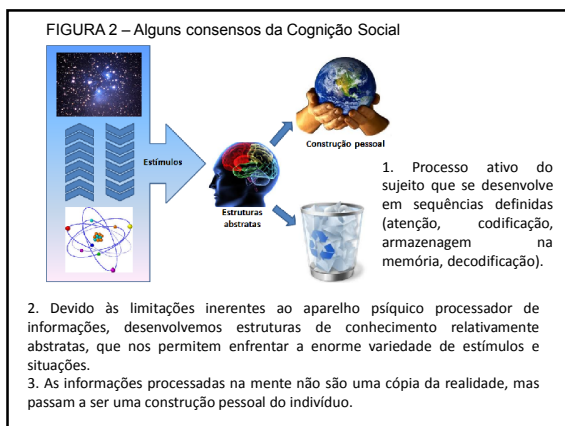 FIGURA 2 – Alguns consensos da Cognição Social
Estímulos
Estruturas
abstratas
Construção pessoal
1. Processo ativo do
sujeito que se desenvolve
em sequências definidas
(atenção, codificação,
armazenagem na
memória, decodificação).
2. Devido às limitações inerentes ao aparelho psíquico processador de
informações, desenvolvemos estruturas de conhecimento relativamente
abstratas, que nos permitem enfrentar a enorme variedade de estímulos e
situações.
3. As informações processadas na mente não são uma cópia da realidade, mas
passam a ser uma construção pessoal do indivíduo.